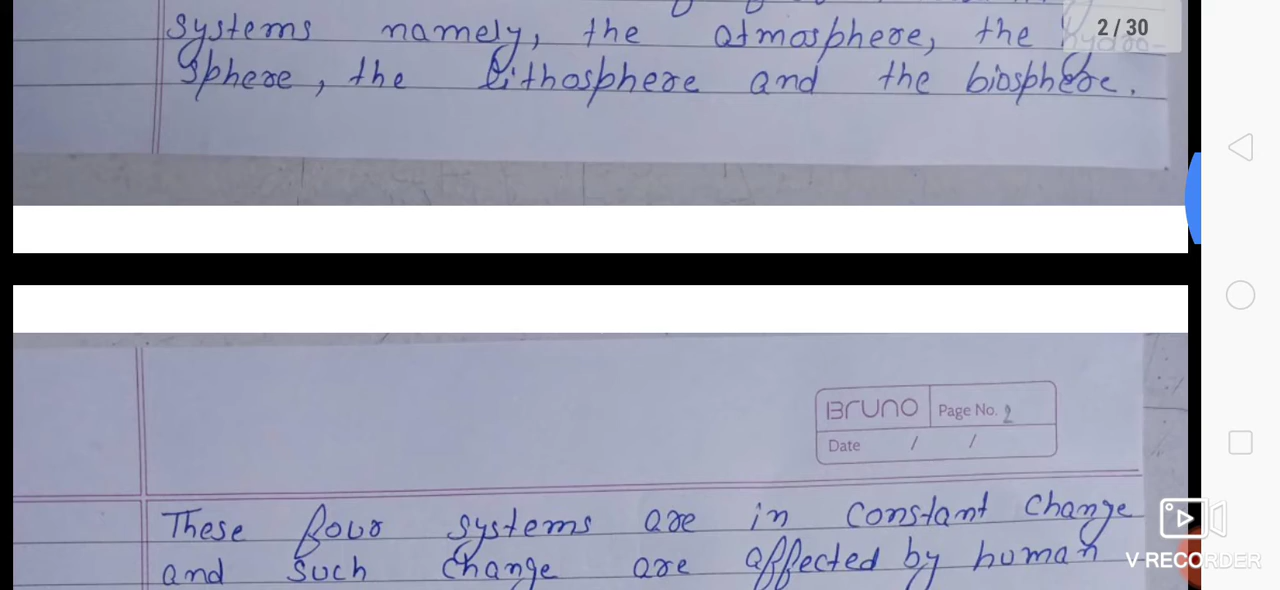 systems namely, the atmosphere, the hydro-
2/30
sphere, the lithosphere and the biosphere.
Bruno
Page No. 2
Date / /
These four systems are in constant change
and such change are affected by human
V RECORDER